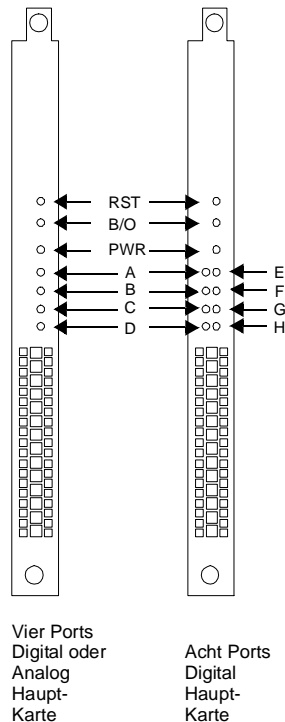 RST
B/O
PWR
A E
B F
C G
D H
Vier Ports
Digital oder
Analog
Haupt-
Karte
Acht Ports
Digital
Haupt-
Karte